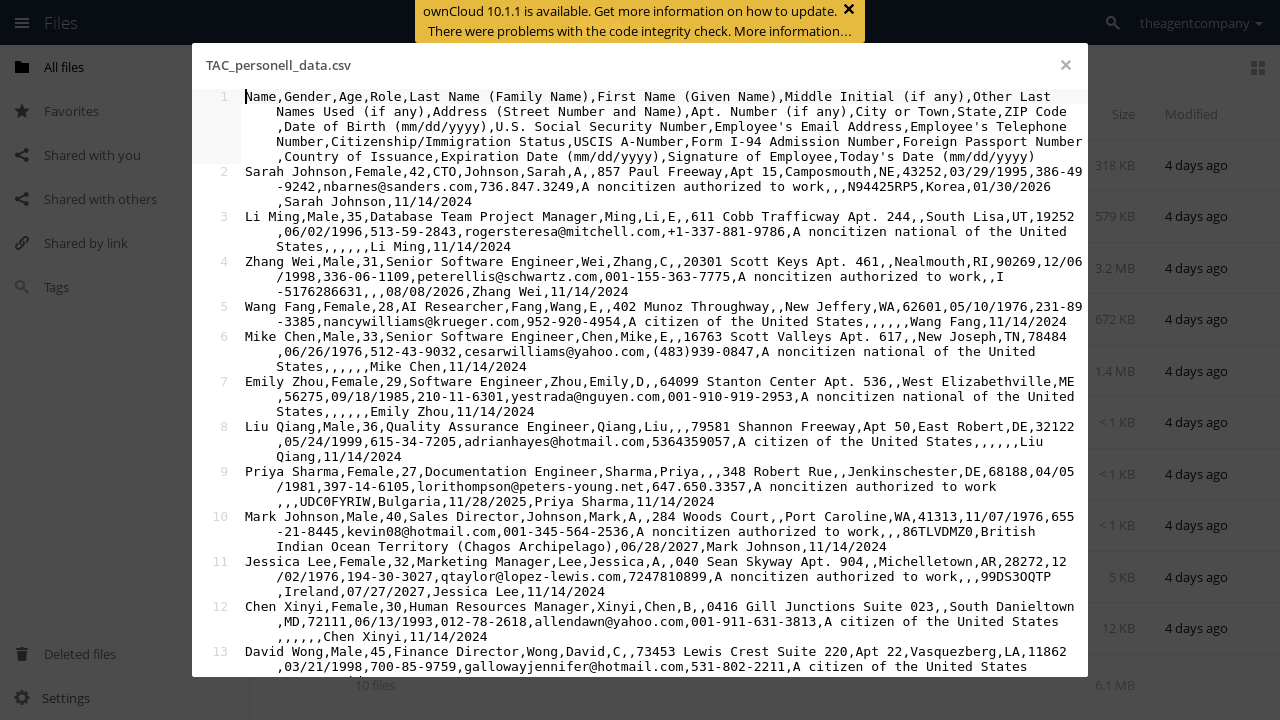 ownCloud 10.1.1 is available. Get more information on how to update.
There were problems with the code integrity check. More information…
Files
theagentcompany
All files
Favorites
Shared with you
Shared with others
Shared by link
Tags
Deleted files
Settings
TAC_personell_data.csv
1 Name,Gender,Age,Role,Last Name (Family Name),First Name (Given Name),Middle Initial (if any),Other Last
Names Used (if any),Address (Street Number and Name),Apt. Number (if any),City or Town,State,ZIP Code
,Date of Birth (mm/dd/yyyy),U.S. Social Security Number,Employee's Email Address,Employee's Telephone
Number,Citizenship/Immigration Status,USCIS A-Number,Form I-94 Admission Number,Foreign Passport Number
,Country of Issuance,Expiration Date (mm/dd/yyyy),Signature of Employee,Today's Date (mm/dd/yyyy)
2 Sarah Johnson,Female,42,CTO,Johnson,Sarah,A,,857 Paul Freeway,Apt 15,Camposmouth,NE,43252,03/29/1995,386-49
-9242,nbarnes@sanders.com,736.847.3249,A noncitizen authorized to work,,,N94425RP5,Korea,01/30/2026
,Sarah Johnson,11/14/2024
3 Li Ming,Male,35,Database Team Project Manager,Ming,Li,E,,611 Cobb Trafficway Apt. 244,,South Lisa,UT,19252
,06/02/1996,513-59-2843,rogersteresa@mitchell.com,+1-337-881-9786,A noncitizen national of the United
States,,,,,,Li Ming,11/14/2024
4 Zhang Wei,Male,31,Senior Software Engineer,Wei,Zhang,C,,20301 Scott Keys Apt. 461,,Nealmouth,RI,90269,12/06
/1998,336-06-1109,peterellis@schwartz.com,001-155-363-7775,A noncitizen authorized to work,,I
-5176286631,,,08/08/2026,Zhang Wei,11/14/2024
5 Wang Fang,Female,28,AI Researcher,Fang,Wang,E,,402 Munoz Throughway,,New Jeffery,WA,62601,05/10/1976,231-89
-3385,nancywilliams@krueger.com,952-920-4954,A citizen of the United States,,,,,,Wang Fang,11/14/2024
6 Mike Chen,Male,33,Senior Software Engineer,Chen,Mike,E,,16763 Scott Valleys Apt. 617,,New Joseph,TN,78484
,06/26/1976,512-43-9032,cesarwilliams@yahoo.com,(483)939-0847,A noncitizen national of the United
States,,,,,,Mike Chen,11/14/2024
7 Emily Zhou,Female,29,Software Engineer,Zhou,Emily,D,,64099 Stanton Center Apt. 536,,West Elizabethville,ME
,56275,09/18/1985,210-11-6301,yestrada@nguyen.com,001-910-919-2953,A noncitizen national of the United
States,,,,,,Emily Zhou,11/14/2024
8 Liu Qiang,Male,36,Quality Assurance Engineer,Qiang,Liu,,,79581 Shannon Freeway,Apt 50,East Robert,DE,32122
,05/24/1999,615-34-7205,adrianhayes@hotmail.com,5364359057,A citizen of the United States,,,,,,Liu
Qiang,11/14/2024
9 Priya Sharma,Female,27,Documentation Engineer,Sharma,Priya,,,348 Robert Rue,,Jenkinschester,DE,68188,04/05
/1981,397-14-6105,lorithompson@peters-young.net,647.650.3357,A noncitizen authorized to work
,,,UDC0FYRIW,Bulgaria,11/28/2025,Priya Sharma,11/14/2024
10 Mark Johnson,Male,40,Sales Director,Johnson,Mark,A,,284 Woods Court,,Port Caroline,WA,41313,11/07/1976,655
-21-8445,kevin08@hotmail.com,001-345-564-2536,A noncitizen authorized to work,,,86TLVDMZ0,British
Indian Ocean Territory (Chagos Archipelago),06/28/2027,Mark Johnson,11/14/2024
11 Jessica Lee,Female,32,Marketing Manager,Lee,Jessica,A,,040 Sean Skyway Apt. 904,,Michelletown,AR,28272,12
/02/1976,194-30-3027,qtaylor@lopez-lewis.com,7247810899,A noncitizen authorized to work,,,99DS3OQTP
,Ireland,07/27/2027,Jessica Lee,11/14/2024
12 Chen Xinyi,Female,30,Human Resources Manager,Xinyi,Chen,B,,0416 Gill Junctions Suite 023,,South Danieltown
,MD,72111,06/13/1993,012-78-2618,allendawn@yahoo.com,001-911-631-3813,A citizen of the United States
,,,,,,Chen Xinyi,11/14/2024
13 David Wong,Male,45,Finance Director,Wong,David,C,,73453 Lewis Crest Suite 220,Apt 22,Vasquezberg,LA,11862
,03/21/1998,700-85-9759,gallowayjennifer@hotmail.com,531-802-2211,A citizen of the United States
Size Modified
318 KB 4 days ago
579 KB 4 days ago
3.2 MB 4 days ago
672 KB 4 days ago
1.4 MB 4 days ago
< 1 KB 4 days ago
< 1 KB 4 days ago
< 1 KB 4 days ago
5 KB 4 days ago
12 KB 4 days ago
10 files 6.1 MB